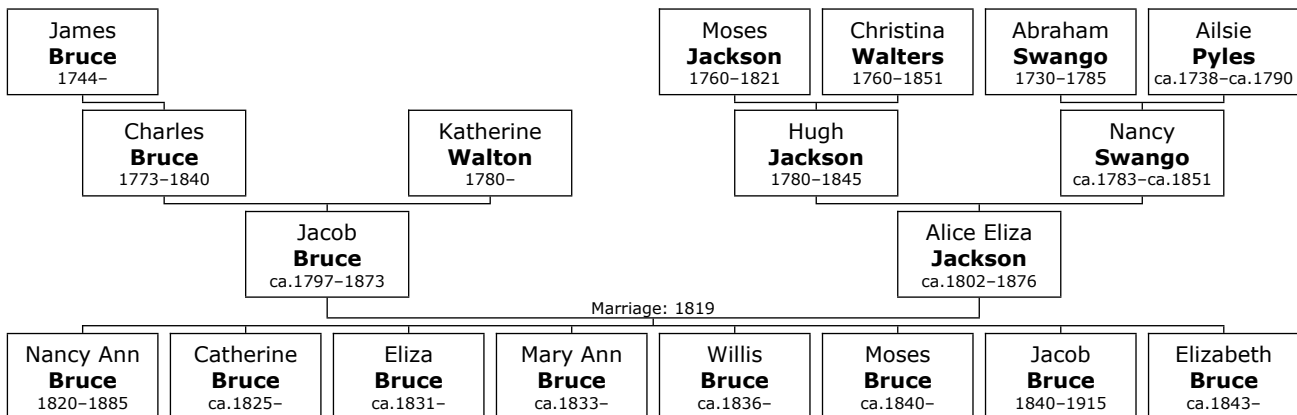 James
Bruce
1744–
Moses
Jackson
1760–1821
Christina
Walters
1760–1851
Abraham
Swango
1730–1785
Ailsie
Pyles
ca.1738–ca.1790
Charles
Bruce
1773–1840
Katherine
Walton
1780–
Hugh
Jackson
1780–1845
Nancy
Swango
ca.1783–ca.1851
Jacob
Bruce
ca.1797–1873
Alice Eliza
Jackson
ca.1802–1876
Marriage: 1819
Nancy Ann
Bruce
1820–1885
Catherine
Bruce
ca.1825–
Eliza
Bruce
ca.1831–
Mary Ann
Bruce
ca.1833–
Willis
Bruce
ca.1836–
Moses
Bruce
ca.1840–
Jacob
Bruce
1840–1915
Elizabeth
Bruce
ca.1843–